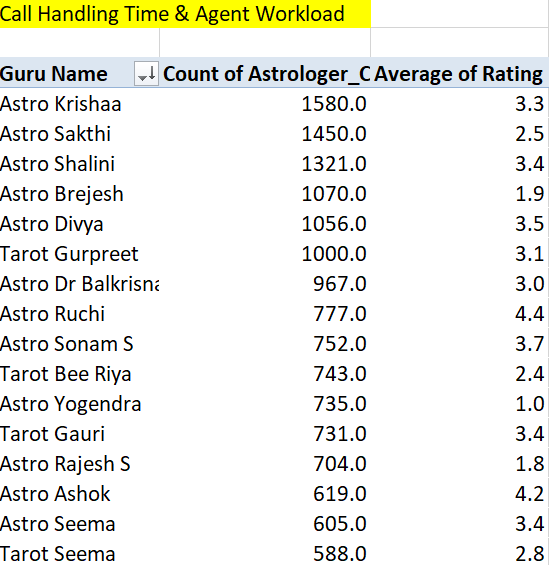 Call Handling Time & Agent Workload
Guru Name Count of Astrologer_C Average of Rating
Astro Krishaa 1580.0 3.3
Astro Sakthi 1450.0 2.5
Astro Shalini 1321.0 3.4
Astro Brejesh 1070.0 1.9
Astro Divya 1056.0 3.5
Tarot Gurpreet 1000.0 3.1
Astro Dr Balkrisna 967.0 3.0
Astro Ruchi 777.0 4.4
Astro Sonam S 752.0 3.7
Tarot Bee Riya 743.0 2.4
Astro Yogendra 735.0 1.0
Tarot Gauri 731.0 3.4
Astro Rajesh S 704.0 1.8
Astro Ashok 619.0 4.2
Astro Seema 605.0 3.4
Tarot Seema 588.0 2.8